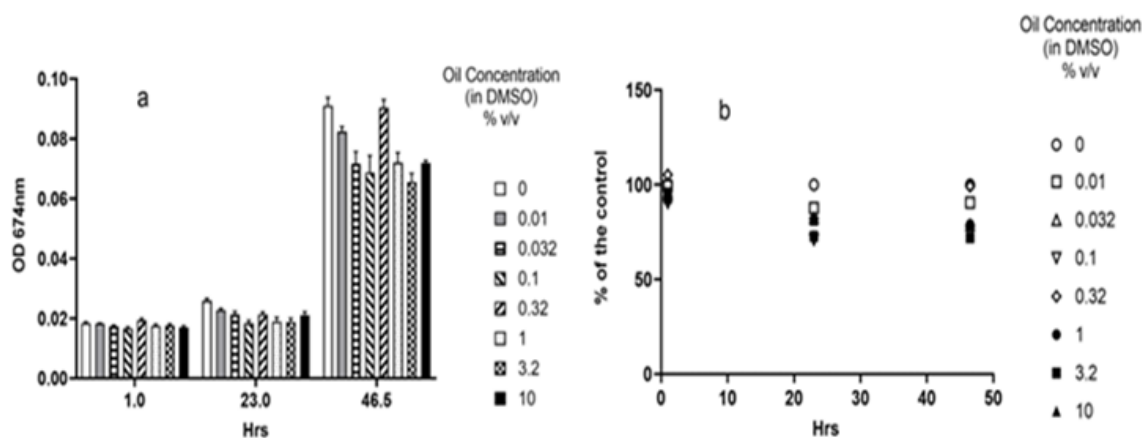 Oil Concentration
(in DMSO)
% v/v
a
OD 674nm
0.10
0.08
0.06
0.04
0.02
0.00
1.0
23.0
46.5
Hrs
0
0.01
0.032
0.1
0.32
1
3.2
10
Oil Concentration
(in DMSO)
% v/v
b
% of the control
150
100
50
0
0
10
20
30
40
50
Hrs
0
0.01
0.032
0.1
0.32
1
3.2
10